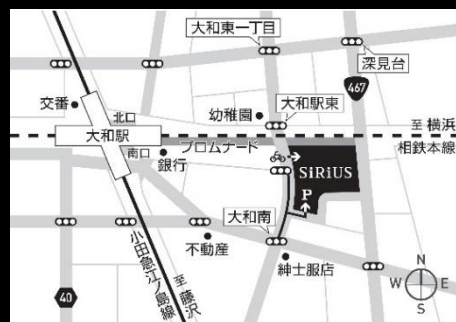 大和東一丁目
深見台
467
交番
北口
幼稚園
大和駅東
至 横浜
大和駅
相鉄本線
南口
銀行
プロムナード
SiRiUS
P
大和南
不動産
紳士服店
小田急江ノ島線
至 藤沢
40
N
W
E
S